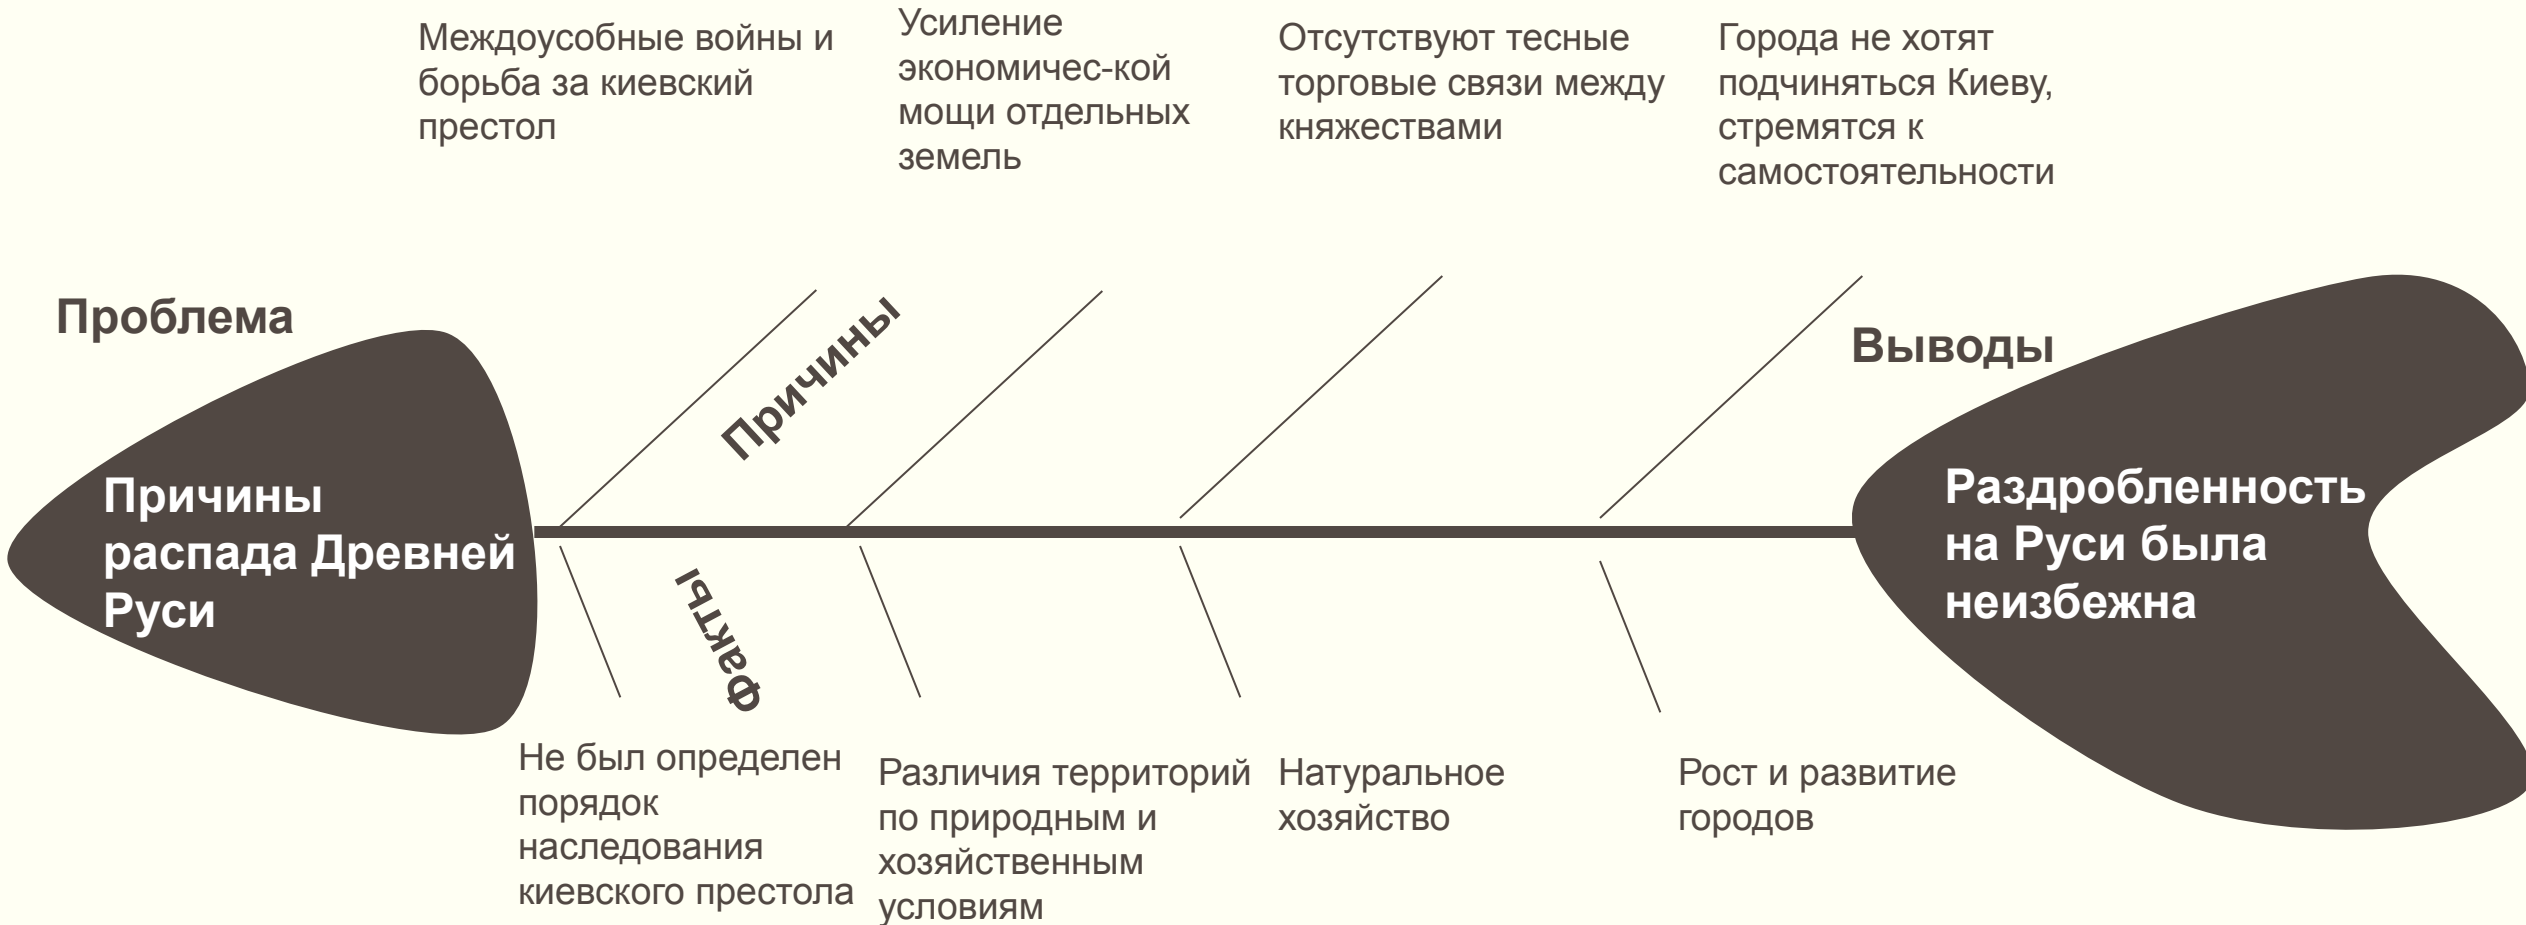 Междоусобные войны и
борьба за киевский
престол
Усиление
экономичес-кой
мощи отдельных
земель
Отсутствуют тесные
торговые связи между
княжествами
Города не хотят
подчиняться Киеву,
стремятся к
самостоятельности
Проблема
Причины
Выводы
Причины
распада Древней
Руси
Раздробленность
на Руси была
неизбежна
Факты
Не был определен
порядок
наследования
киевского престола
Различия территорий
по природным и
хозяйственным
условиям
Натуральное
хозяйство
Рост и развитие
городов